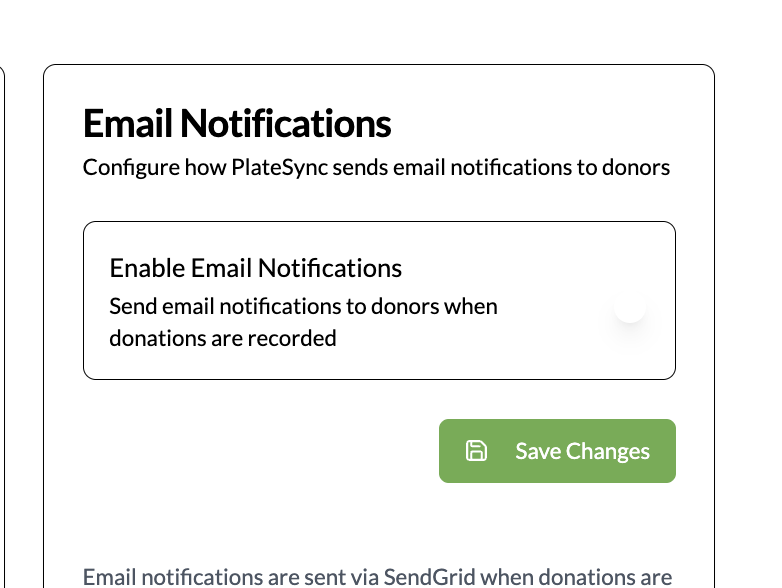 Email Notifications
Configure how PlateSync sends email notifications to donors
Enable Email Notifications
Send email notifications to donors when
donations are recorded
Save Changes
Email notifications are sent via SendGrid when donations are